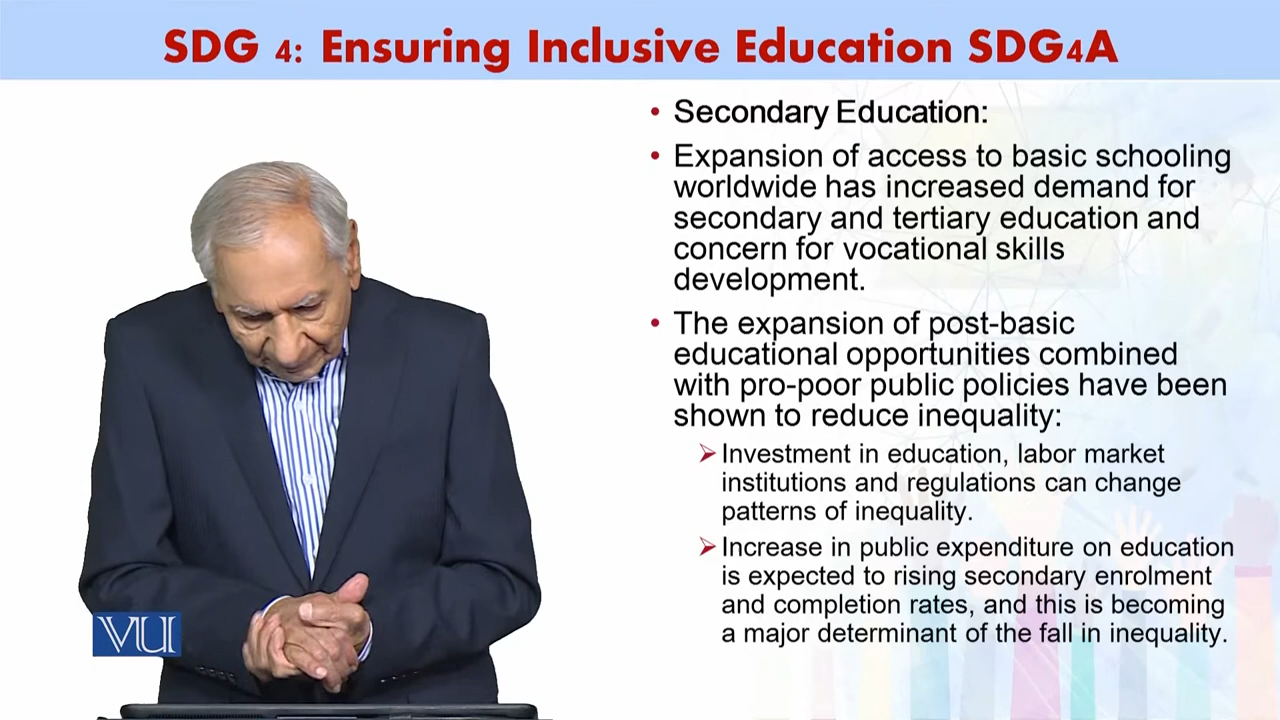 SDG 4: Ensuring Inclusive Education SDG4A
• Secondary Education:
• Expansion of access to basic schooling
worldwide has increased demand for
secondary and tertiary education and
concern for vocational skills
development.
• The expansion of post-basic
educational opportunities combined
with pro-poor public policies have been
shown to reduce inequality:
➢ Investment in education, labor market
institutions and regulations can change
patterns of inequality.
➢ Increase in public expenditure on education
is expected to rising secondary enrolment
and completion rates, and this is becoming
a major determinant of the fall in inequality.
VU